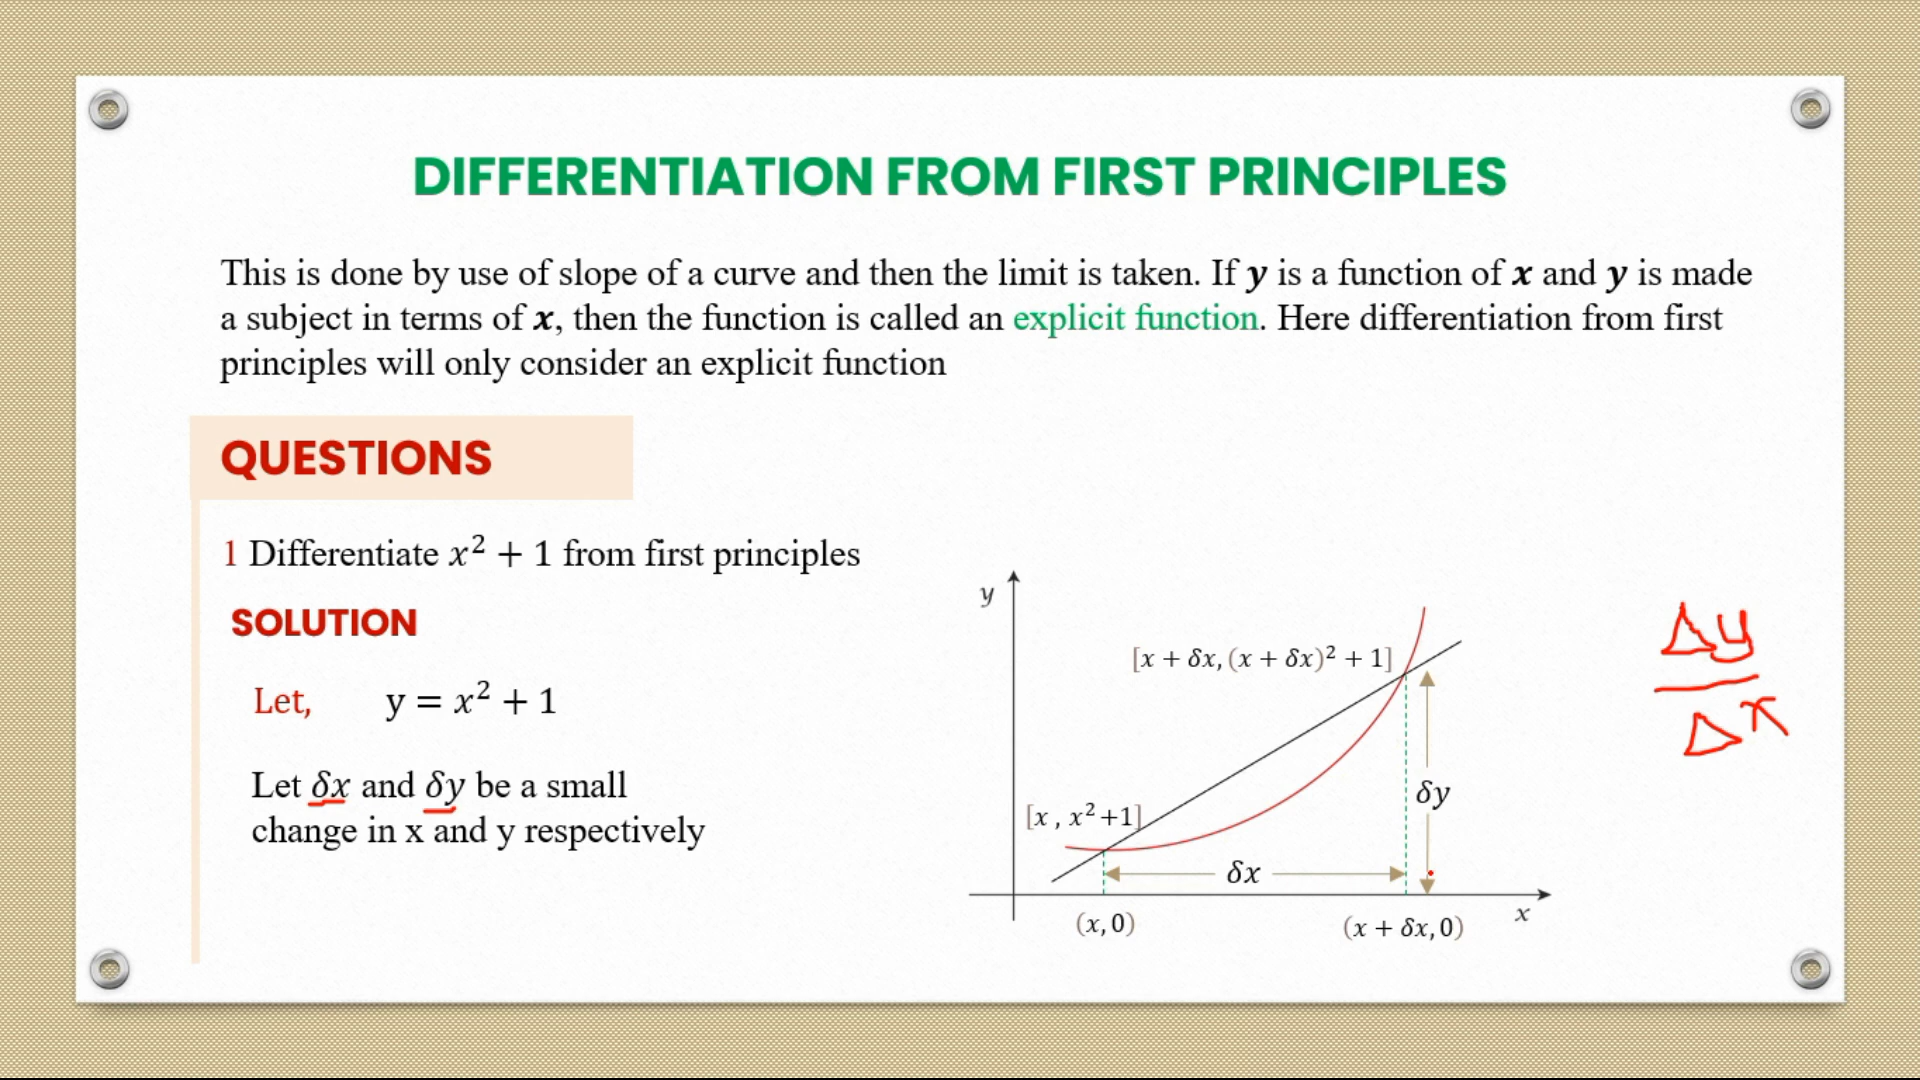 DIFFERENTIATION FROM FIRST PRINCIPLES
This is done by use of slope of a curve and then the limit is taken. If y is a function of x and y is made
a subject in terms of x, then the function is called an explicit function. Here differentiation from first
principles will only consider an explicit function
QUESTIONS
1 Differentiate x² + 1 from first principles
SOLUTION
Let, y = x² + 1
Let δx and δy be a small
change in x and y respectively
y
[x + δx, (x + δx)² + 1]
[x , x²+1]
δy
δx
(x, 0)
(x + δx, 0)
x
Δy
Δx